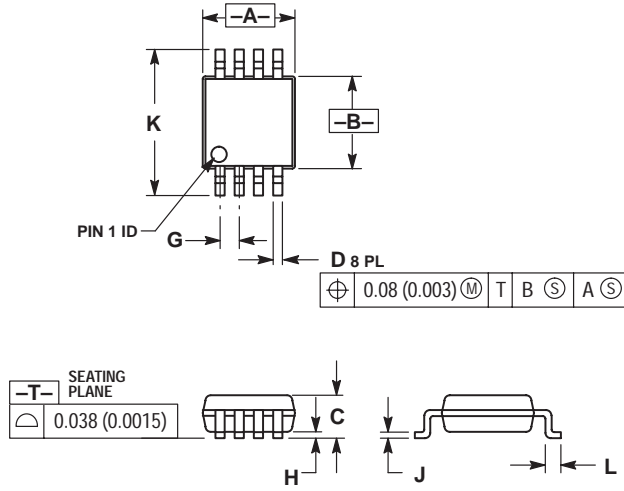 –A–
K
–B–
PIN 1 ID
G
D 8 PL
⌖ 0.08 (0.003) Ⓜ T B Ⓢ A Ⓢ
–T– SEATING
PLANE
⌓ 0.038 (0.0015)
C
H
J
L